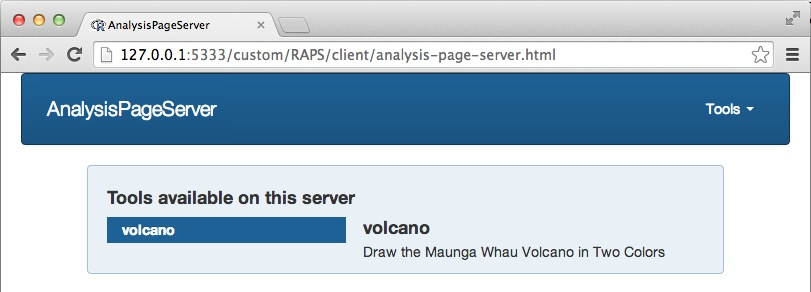 AnalysisPageServer
127.0.0.1:5333/custom/RAPS/client/analysis-page-server.html
AnalysisPageServer
Tools
Tools available on this server
volcano
volcano
Draw the Maunga Whau Volcano in Two Colors